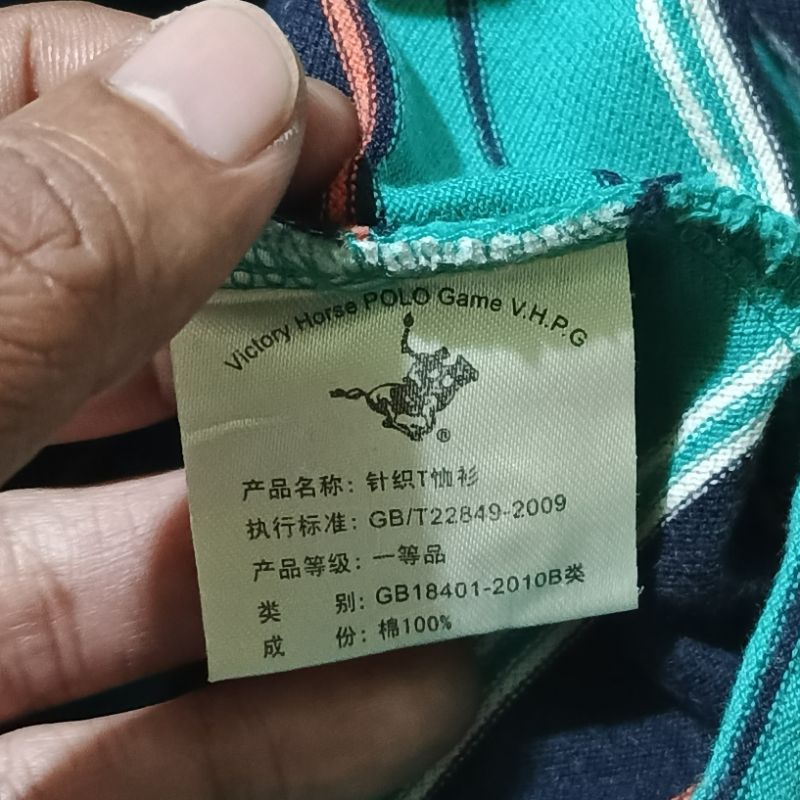 Victory Horse POLO Game V.H.P.G
®
产品名称：针织T恤衫
执行标准：GB/T22849-2009
产品等级：一等品
类 别：GB18401-2010B类
成 份：棉100%